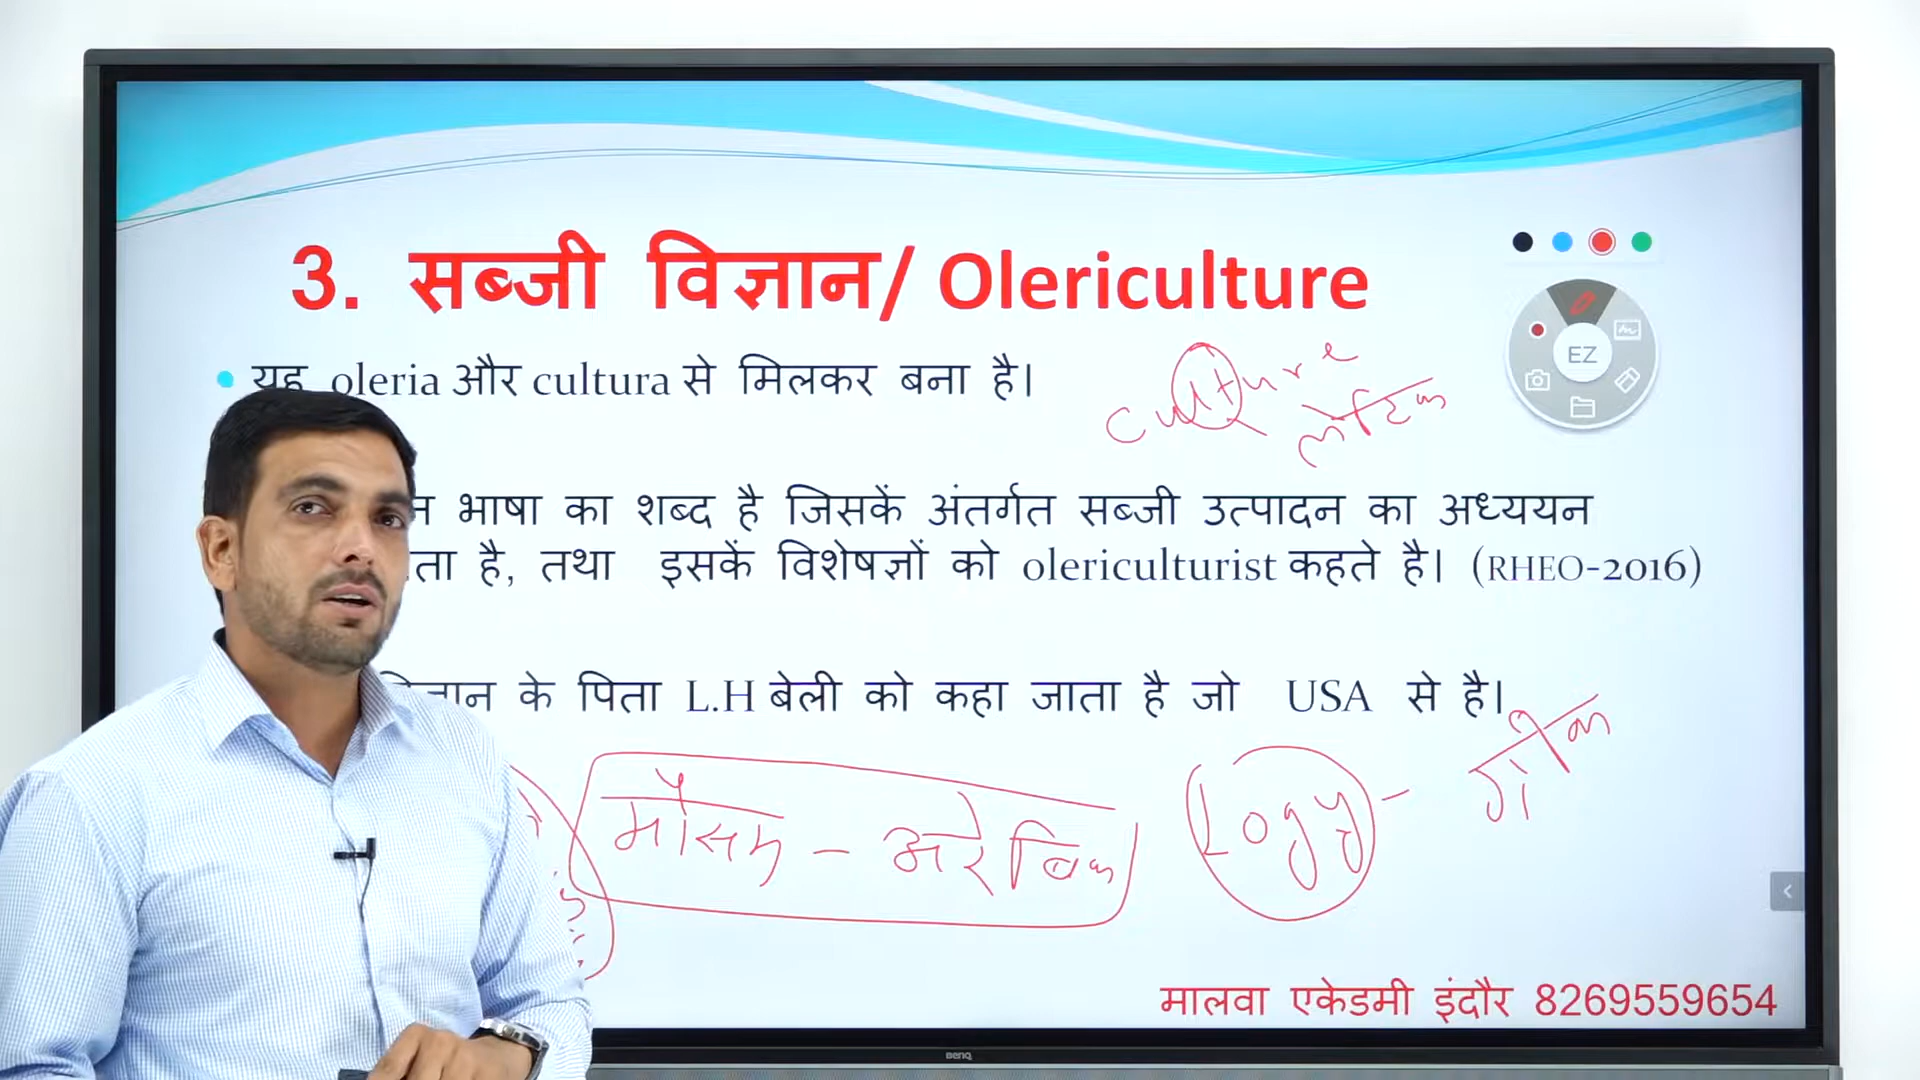 3. सब्जी विज्ञान/ Olericulture
EZ
यह oleria और cultura से मिलकर बना है।
culture
लेटिन
भाषा का शब्द है जिसकें अंतर्गत सब्जी उत्पादन का अध्ययन
है, तथा इसकें विशेषज्ञों को olericulturist कहते है। (RHEO-2016)
के पिता L.H बेली को कहा जाता है जो USA से है।
मौसम - अरेबिक
Logy - ग्रीक
मालवा एकेडमी इंदौर 8269559654
BenQ